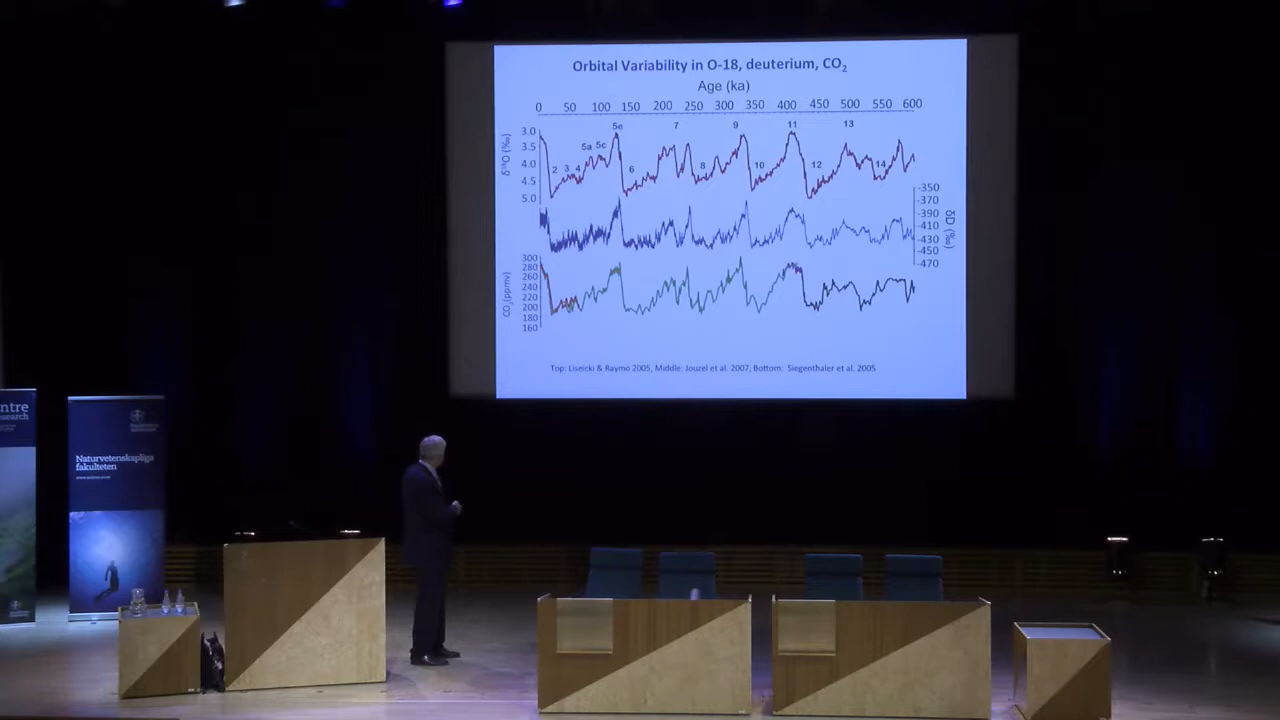 Orbital Variability in O-18, deuterium, CO₂
Age (ka)
0 50 100 150 200 250 300 350 400 450 500 550 600
5e 7 9 11 13
5a 5c
2 3 4 6 8 10 12 14
δ¹⁸O (‰)
3.0
3.5
4.0
4.5
5.0
-350
-370
-390
-410
-430
-450
-470
δD (‰)
CO₂(ppmv)
300
280
260
240
220
200
180
160
Top: Lisiecki & Raymo 2005, Middle: Jouzel et al. 2007, Bottom: Siegenthaler et al. 2005
ntre
esearch
Naturvetenskapliga
fakulteten